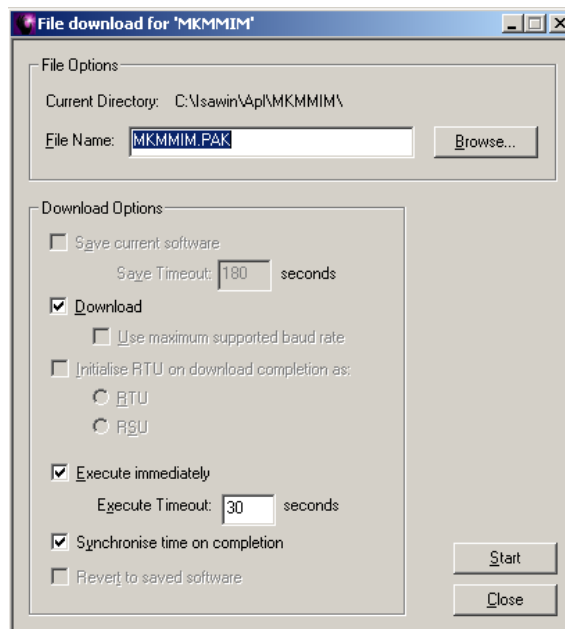 File download for 'MKMMIM'
File Options
Current Directory: C:\Isawin\Apl\MKMMIM\
File Name: MKMMIM.PAK Browse...
Download Options
Save current software
Save Timeout: 180 seconds
Download
Use maximum supported baud rate
Initialise RTU on download completion as:
RTU
RSU
Execute immediately
Execute Timeout: 30 seconds
Synchronise time on completion
Start
Revert to saved software
Close